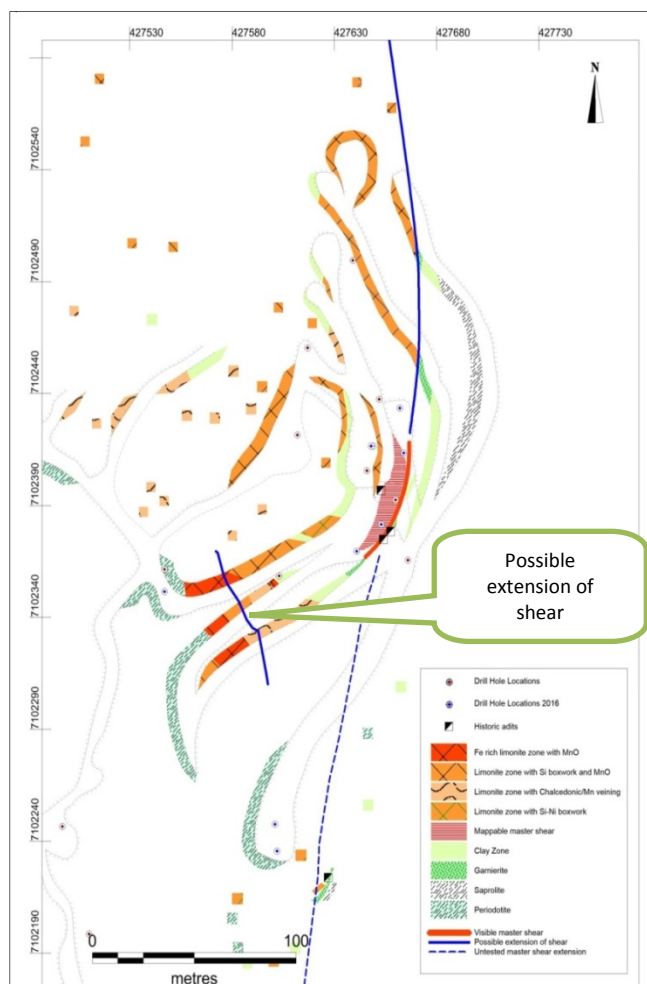 427530 427580 427630 427680 427730
N
7102540
7102490
7102440
7102390
7102340
7102290
7102240
7102190
Possible
extension of
shear
Drill Hole Locations
Drill Hole Locations 2016
Historic adits
Fe rich limonite zone with MnO
Limonite zone with Si boxwork and MnO
Limonite zone with Chalcedonic/Mn veining
Limonite zone with Si-Ni boxwork
Mappable master shear
Clay Zone
Garnierite
Saprolite
Periodotite
Visible master shear
Possible extension of shear
Untested master shear extension
0 100
metres